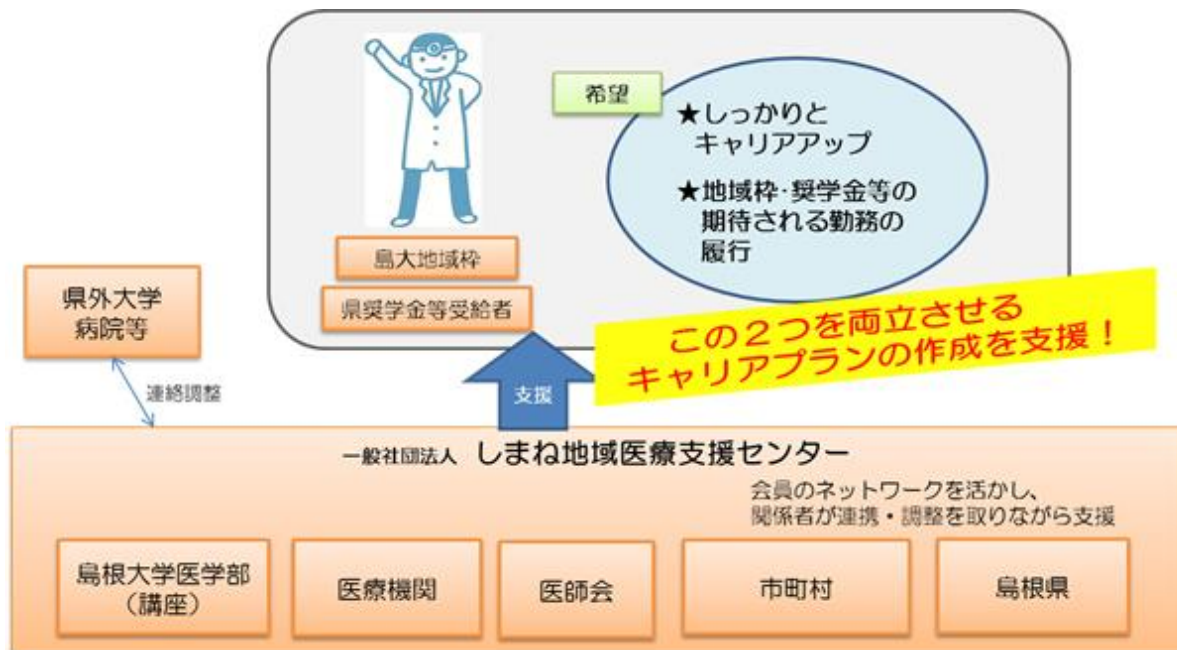 希望
★しっかりと
キャリアアップ
★地域枠・奨学金等の
期待される勤務の
履行
島大地域枠
県奨学金等受給者
この２つを両立させる
キャリアプランの作成を支援！
県外大学
病院等
連絡調整
支援
一般社団法人 しまね地域医療支援センター
会員のネットワークを活かし、
関係者が連携・調整を取りながら支援
島根大学医学部
（講座）
医療機関
医師会
市町村
島根県